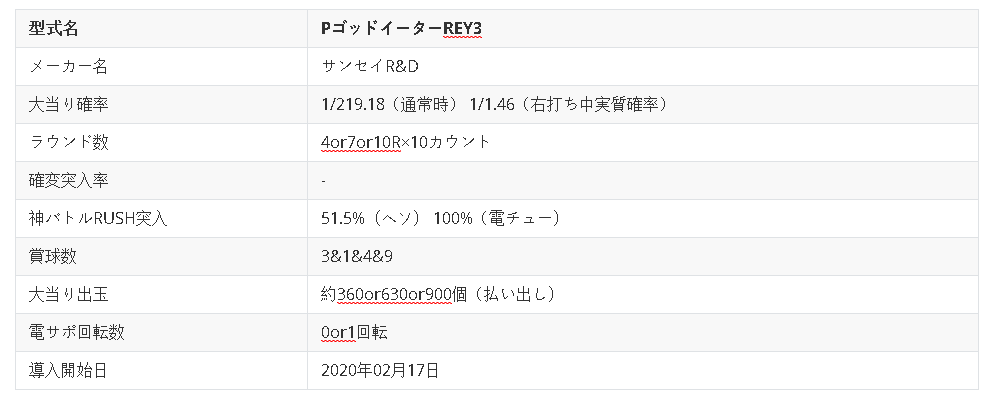 型式名 PゴッドイーターREY3
メーカー名 サンセイR&D
大当り確率 1/219.18（通常時） 1/1.46（右打ち中実質確率）
ラウンド数 4or7or10R×10カウント
確変突入率 -
神バトルRUSH突入 51.5%（ヘソ） 100%（電チュー）
賞球数 3&1&4&9
大当り出玉 約360or630or900個（払い出し）
電サポ回転数 0or1回転
導入開始日 2020年02月17日